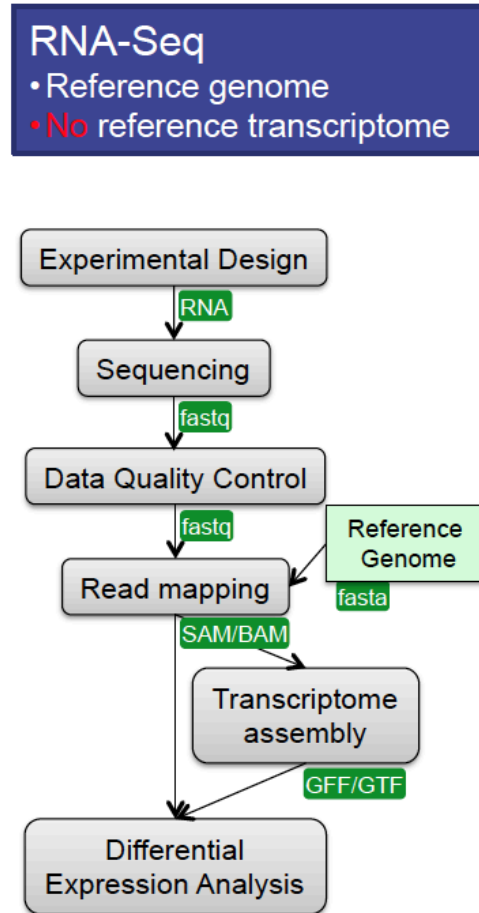 RNA-Seq
•Reference genome
•No reference transcriptome
Experimental Design
RNA
Sequencing
fastq
Data Quality Control
fastq
Reference
Genome
Read mapping
fasta
SAM/BAM
Transcriptome
assembly
GFF/GTF
Differential
Expression Analysis